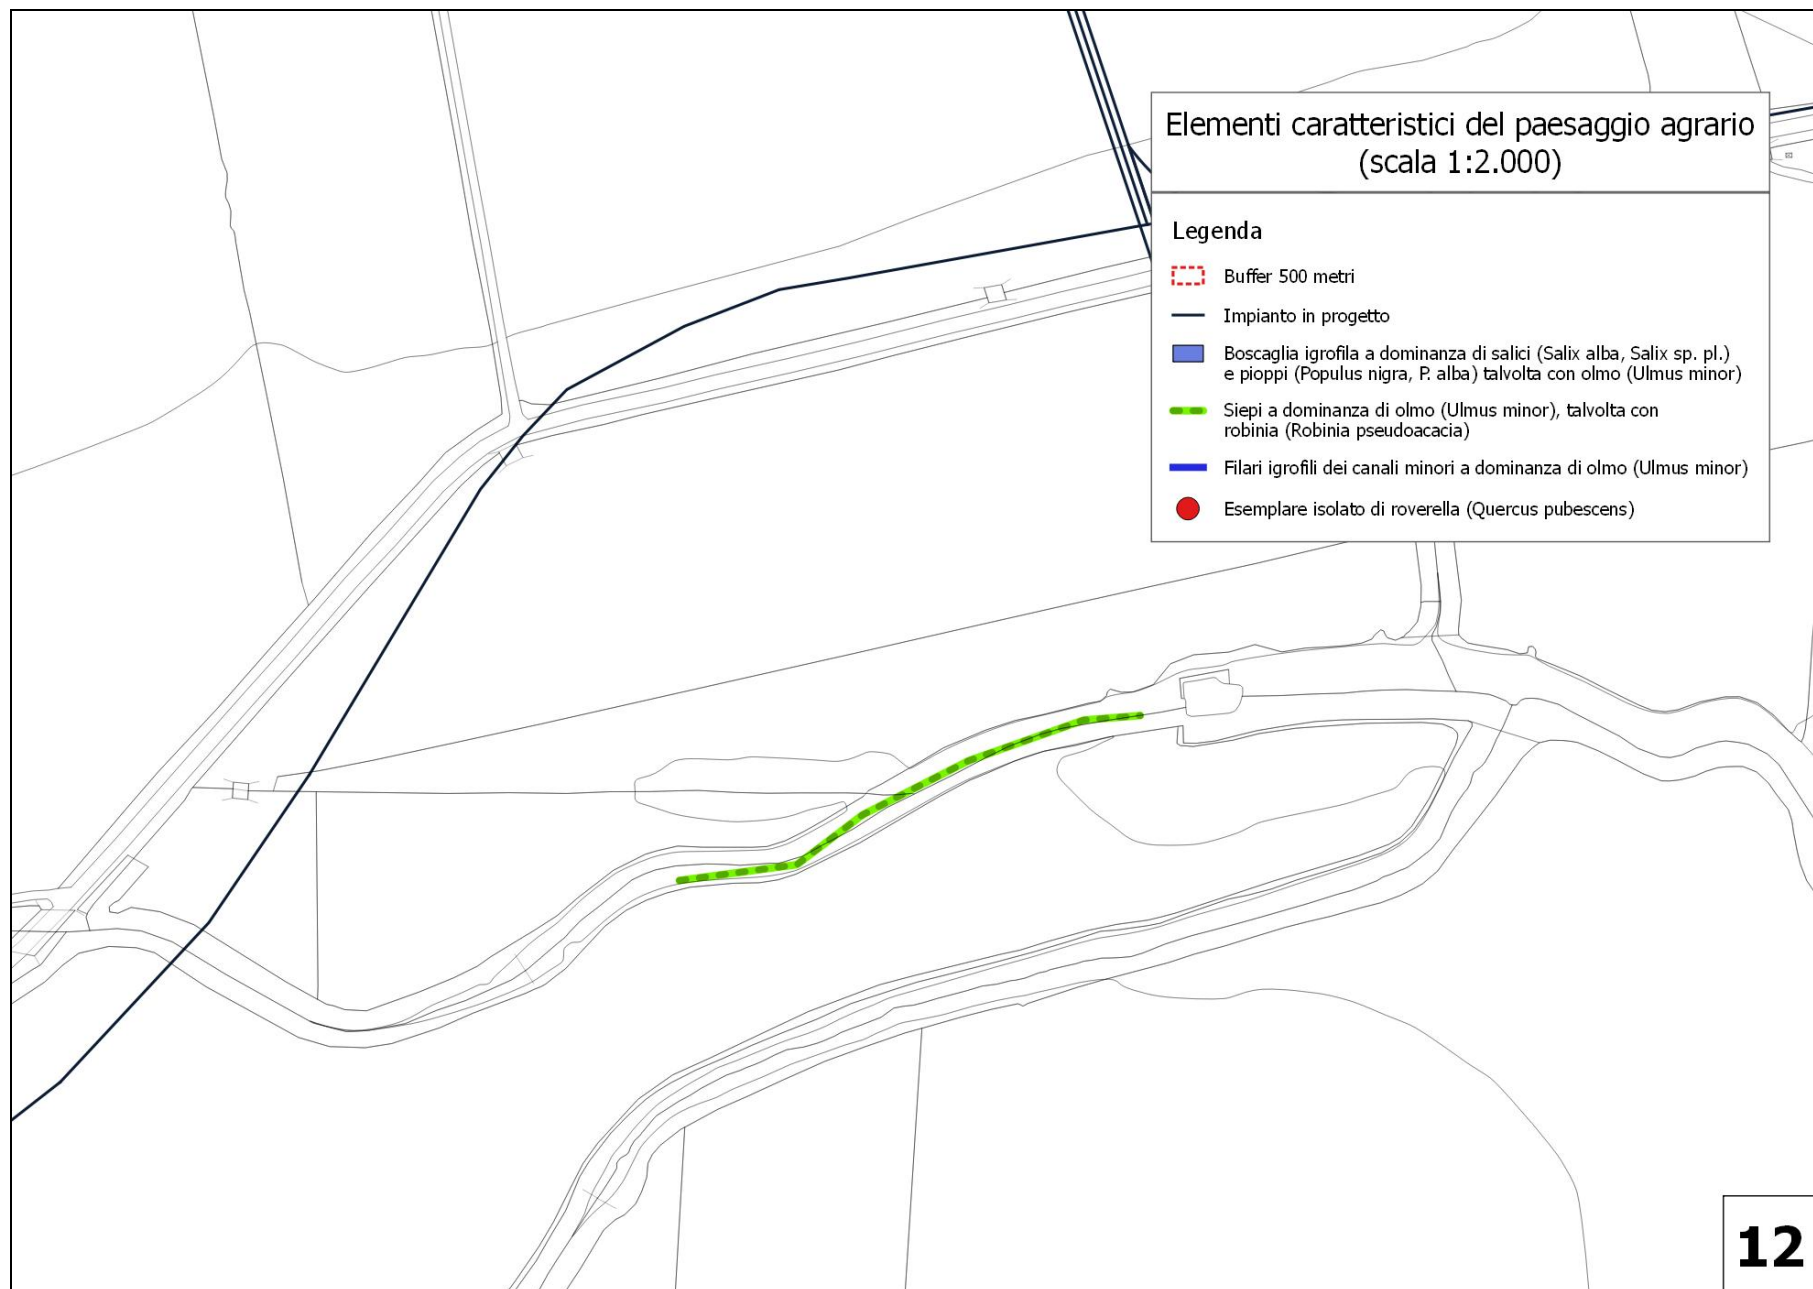 Elementi caratteristici del paesaggio agrario
(scala 1:2.000)
Legenda
Buffer 500 metri
Impianto in progetto
Boscaglia igrofila a dominanza di salici (Salix alba, Salix sp. pl.)
e pioppi (Populus nigra, P. alba) talvolta con olmo (Ulmus minor)
Siepi a dominanza di olmo (Ulmus minor), talvolta con
robinia (Robinia pseudoacacia)
Filari igrofili dei canali minori a dominanza di olmo (Ulmus minor)
Esemplare isolato di roverella (Quercus pubescens)
12